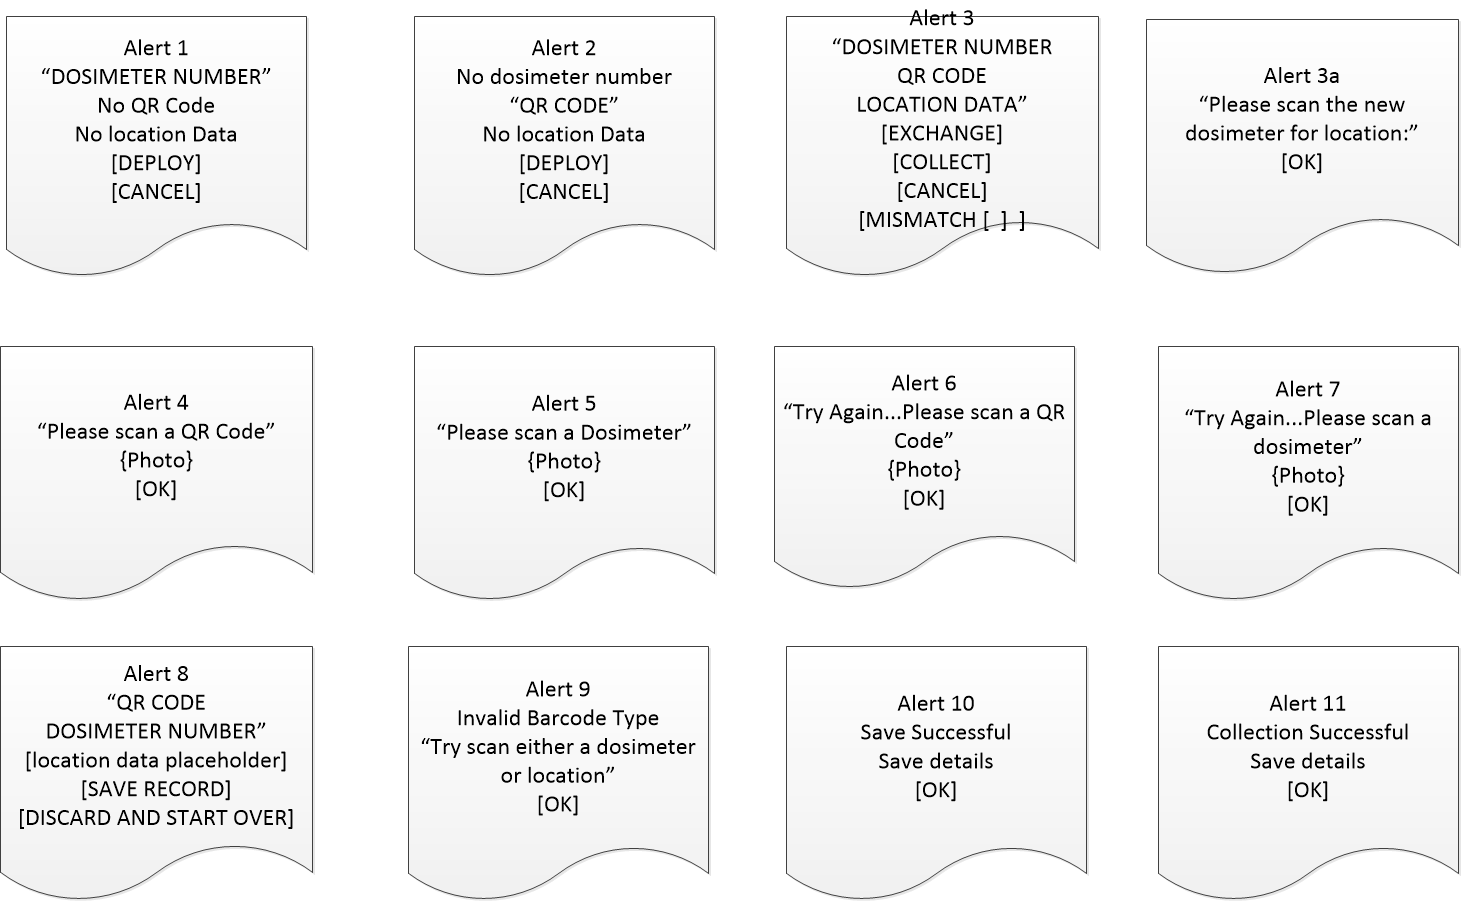 Alert 1
“DOSIMETER NUMBER”
No QR Code
No location Data
[DEPLOY]
[CANCEL]
Alert 2
No dosimeter number
“QR CODE”
No location Data
[DEPLOY]
[CANCEL]
Alert 3
“DOSIMETER NUMBER
QR CODE
LOCATION DATA”
[EXCHANGE]
[COLLECT]
[CANCEL]
[MISMATCH [  ]  ]
Alert 3a
“Please scan the new
dosimeter for location:”
[OK]
Alert 4
“Please scan a QR Code”
{Photo}
[OK]
Alert 5
“Please scan a Dosimeter”
{Photo}
[OK]
Alert 6
“Try Again...Please scan a QR
Code”
{Photo}
[OK]
Alert 7
“Try Again...Please scan a
dosimeter”
{Photo}
[OK]
Alert 8
“QR CODE
DOSIMETER NUMBER”
[location data placeholder]
[SAVE RECORD]
[DISCARD AND START OVER]
Alert 9
Invalid Barcode Type
“Try scan either a dosimeter
or location”
[OK]
Alert 10
Save Successful
Save details
[OK]
Alert 11
Collection Successful
Save details
[OK]